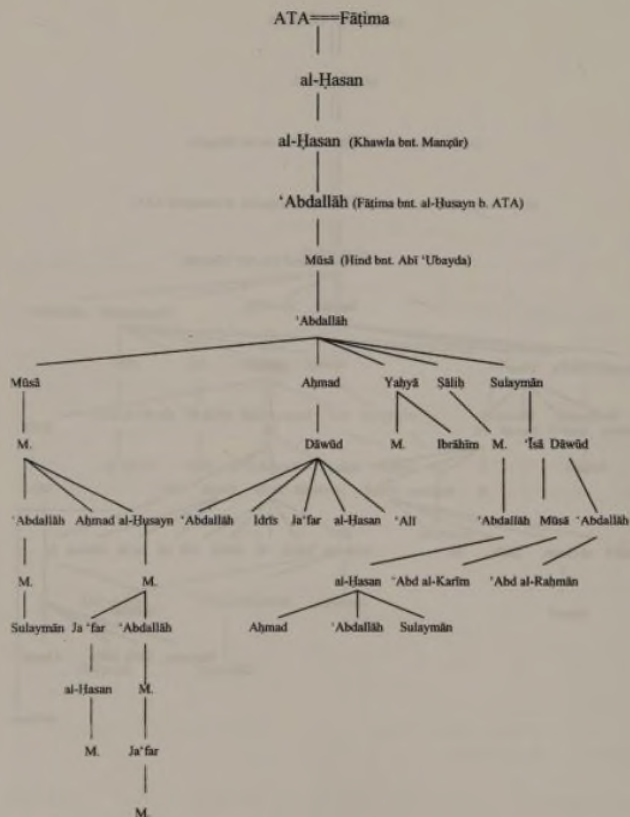 ATA═══Fāṭima
al-Ḥasan
al-Ḥasan (Khawla bnt. Manẓūr)
ʿAbdallāh (Fāṭima bnt. al-Ḥusayn b. ATA)
Mūsā (Hind bnt. Abī ʿUbayda)
ʿAbdallāh
Mūsā Aḥmad Yaḥyā Ṣāliḥ Sulaymān
M. Dāwūd M. Ibrāhīm M. ʿĪsā Dāwūd
ʿAbdallāh Aḥmad al-Ḥusayn ʿAbdallāh Idrīs Jaʿfar al-Ḥasan ʿAlī ʿAbdallāh Mūsā ʿAbdallāh
M. M. al-Ḥasan ʿAbd al-Karīm ʿAbd al-Raḥmān
Sulaymān Jaʿfar ʿAbdallāh Aḥmad ʿAbdallāh Sulaymān
al-Ḥasan M.
M. Jaʿfar
M.